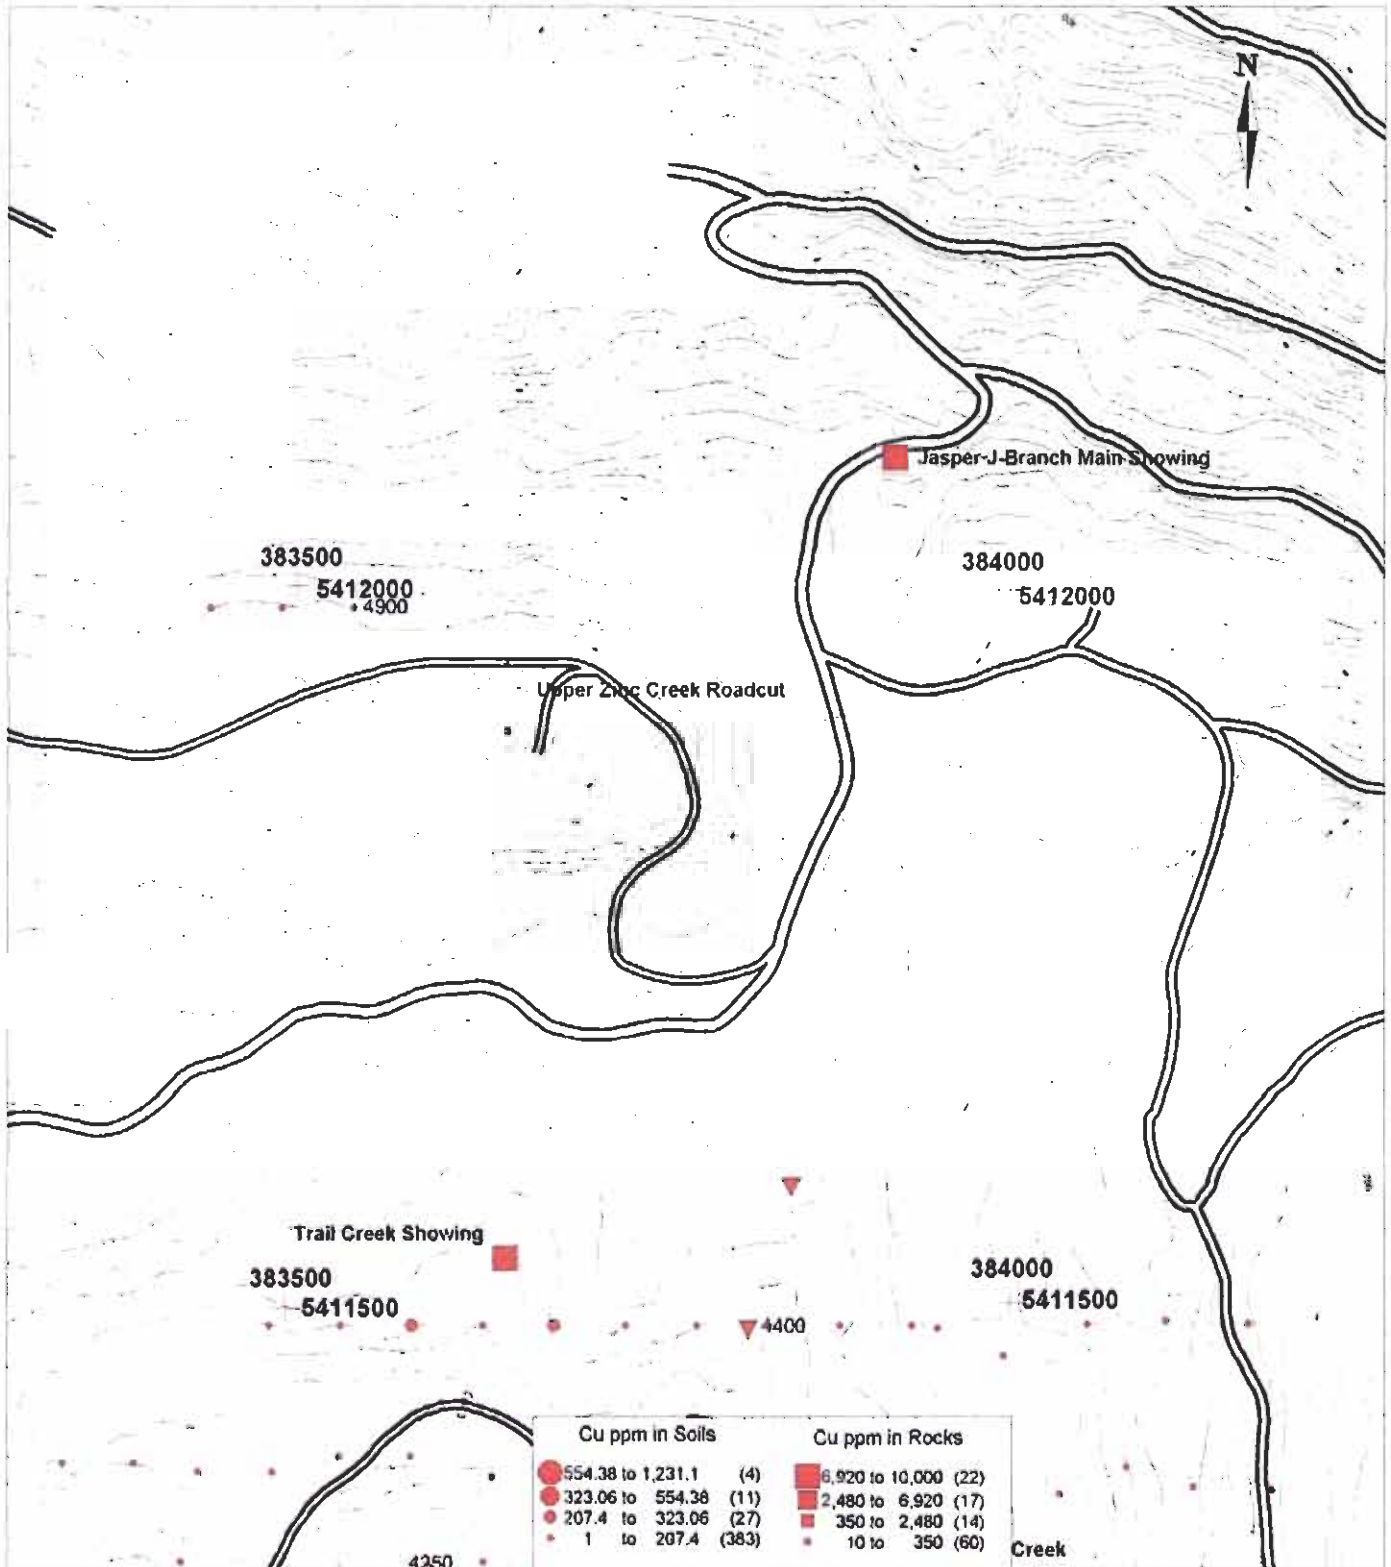 N
Jasper-J-Branch Main Showing
383500
5412000
4900
384000
5412000
Upper Zinc Creek Roadcut
Trail Creek Showing
383500
5411500
384000
5411500
4400
Cu ppm in Soils
554.38 to 1,231.1 (4)
323.06 to 554.38 (11)
207.4 to 323.06 (27)
1 to 207.4 (383)
Cu ppm in Rocks
6,920 to 10,000 (22)
2,480 to 6,920 (17)
350 to 2,480 (14)
10 to 350 (60)
Creek
4250